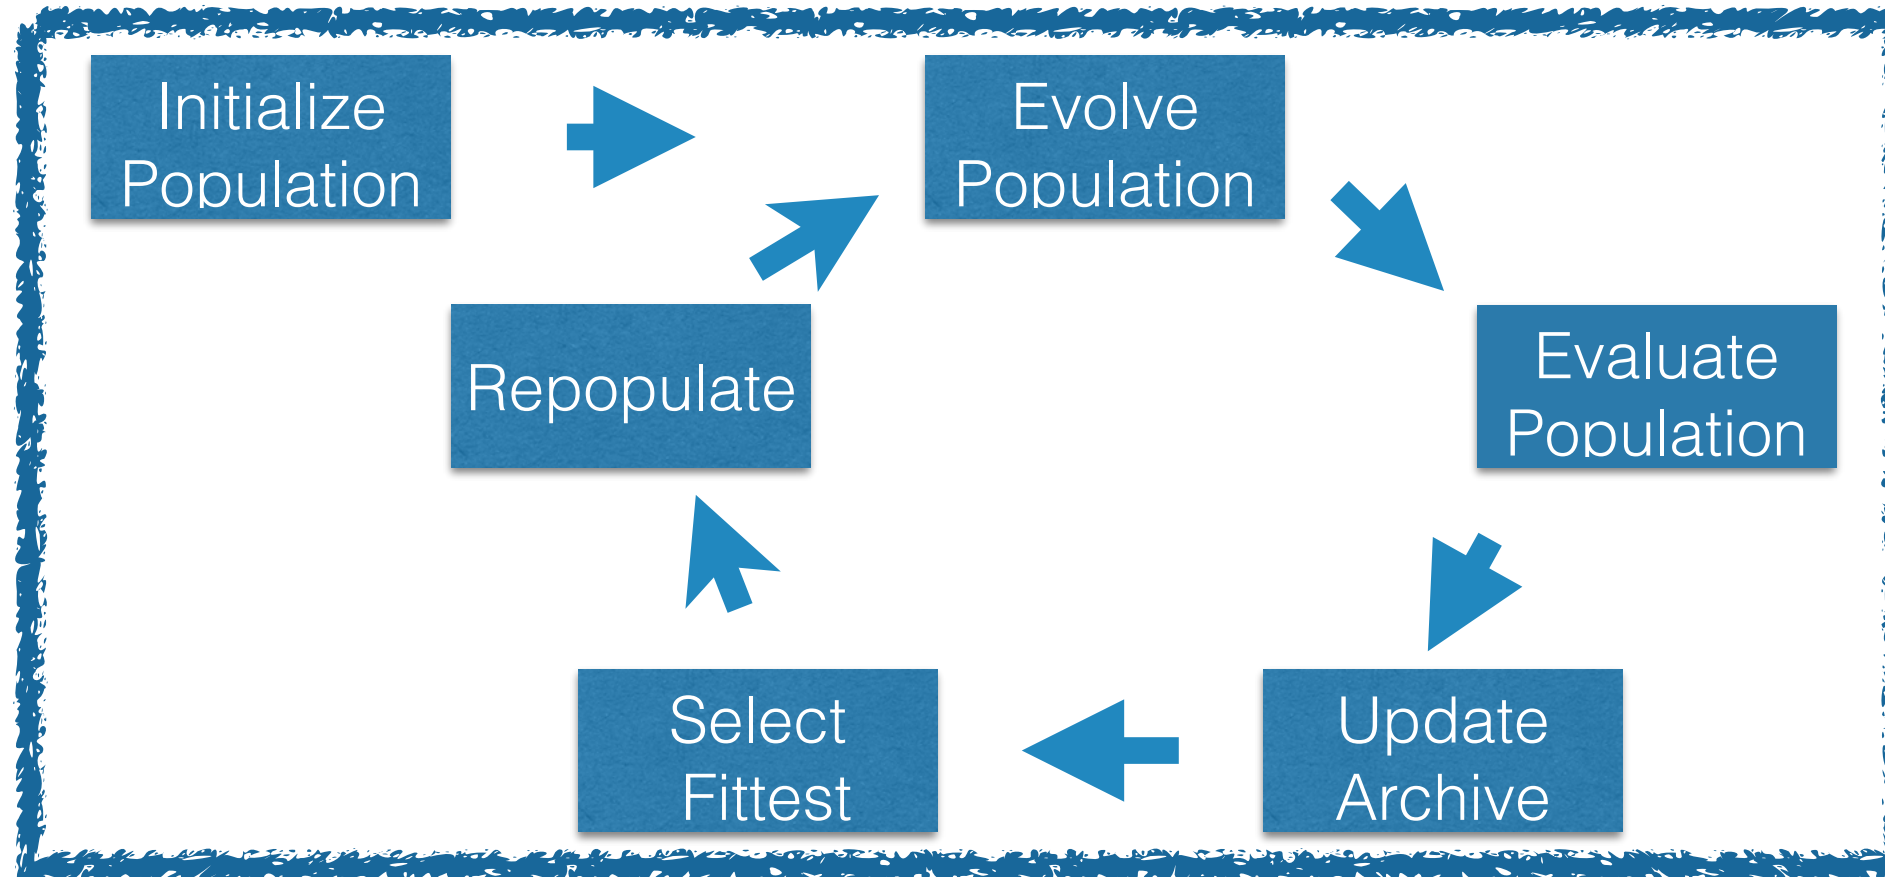 Initialize
Population
Evolve
Population
Repopulate
Evaluate
Population
Select
Fittest
Update
Archive